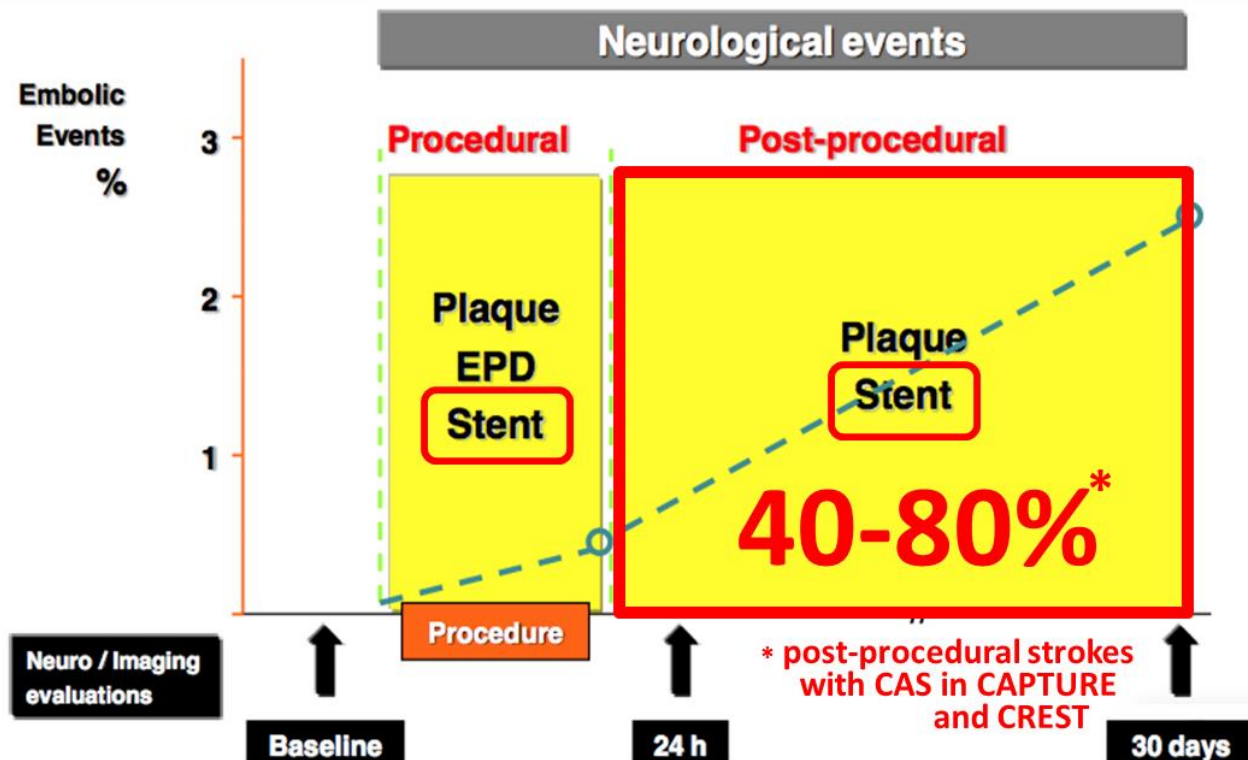 Neurological events
Embolic
Events
%
3
2
1
Procedural
Post-procedural
Plaque
EPD
Stent
Plaque
Stent
40-80%*
Procedure
Neuro / Imaging
evaluations
* post-procedural strokes
with CAS in CAPTURE
and CREST
Baseline
24 h
30 days